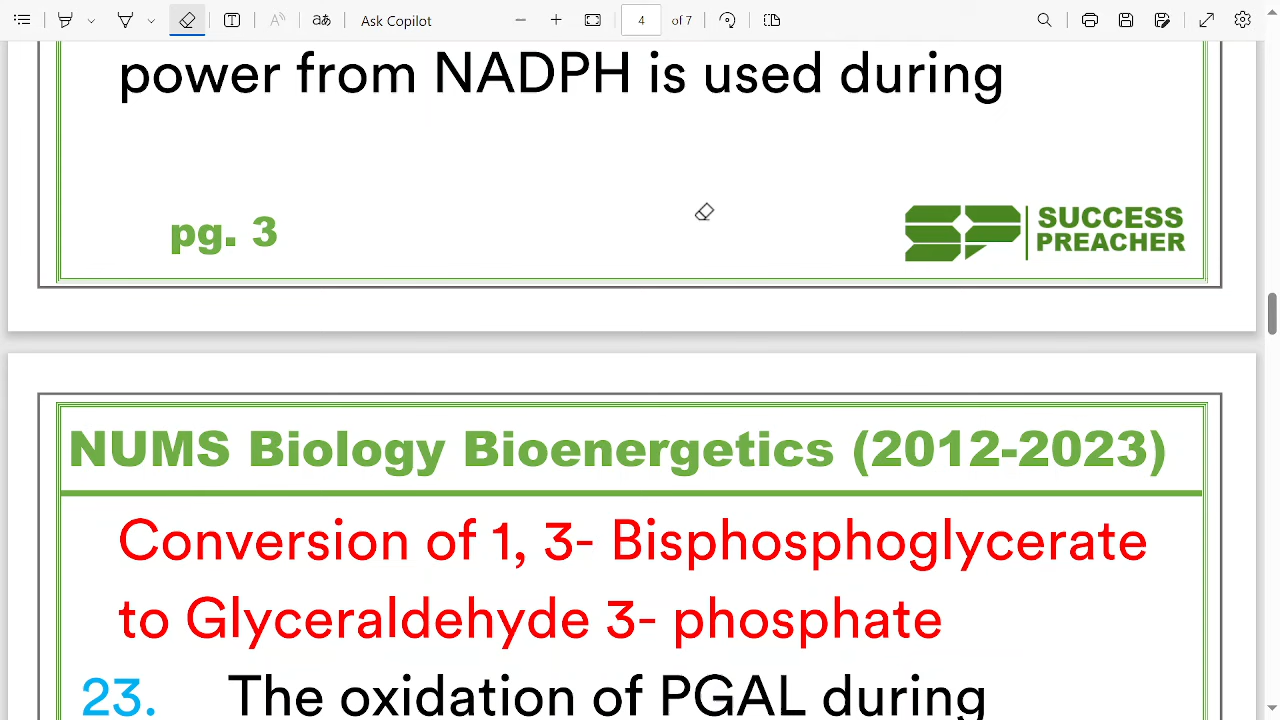 Ask Copilot
4 of 7
power from NADPH is used during
pg. 3
SUCCESS
PREACHER
NUMS Biology Bioenergetics (2012-2023)
Conversion of 1, 3- Bisphosphoglycerate
to Glyceraldehyde 3- phosphate
23. The oxidation of PGAL during